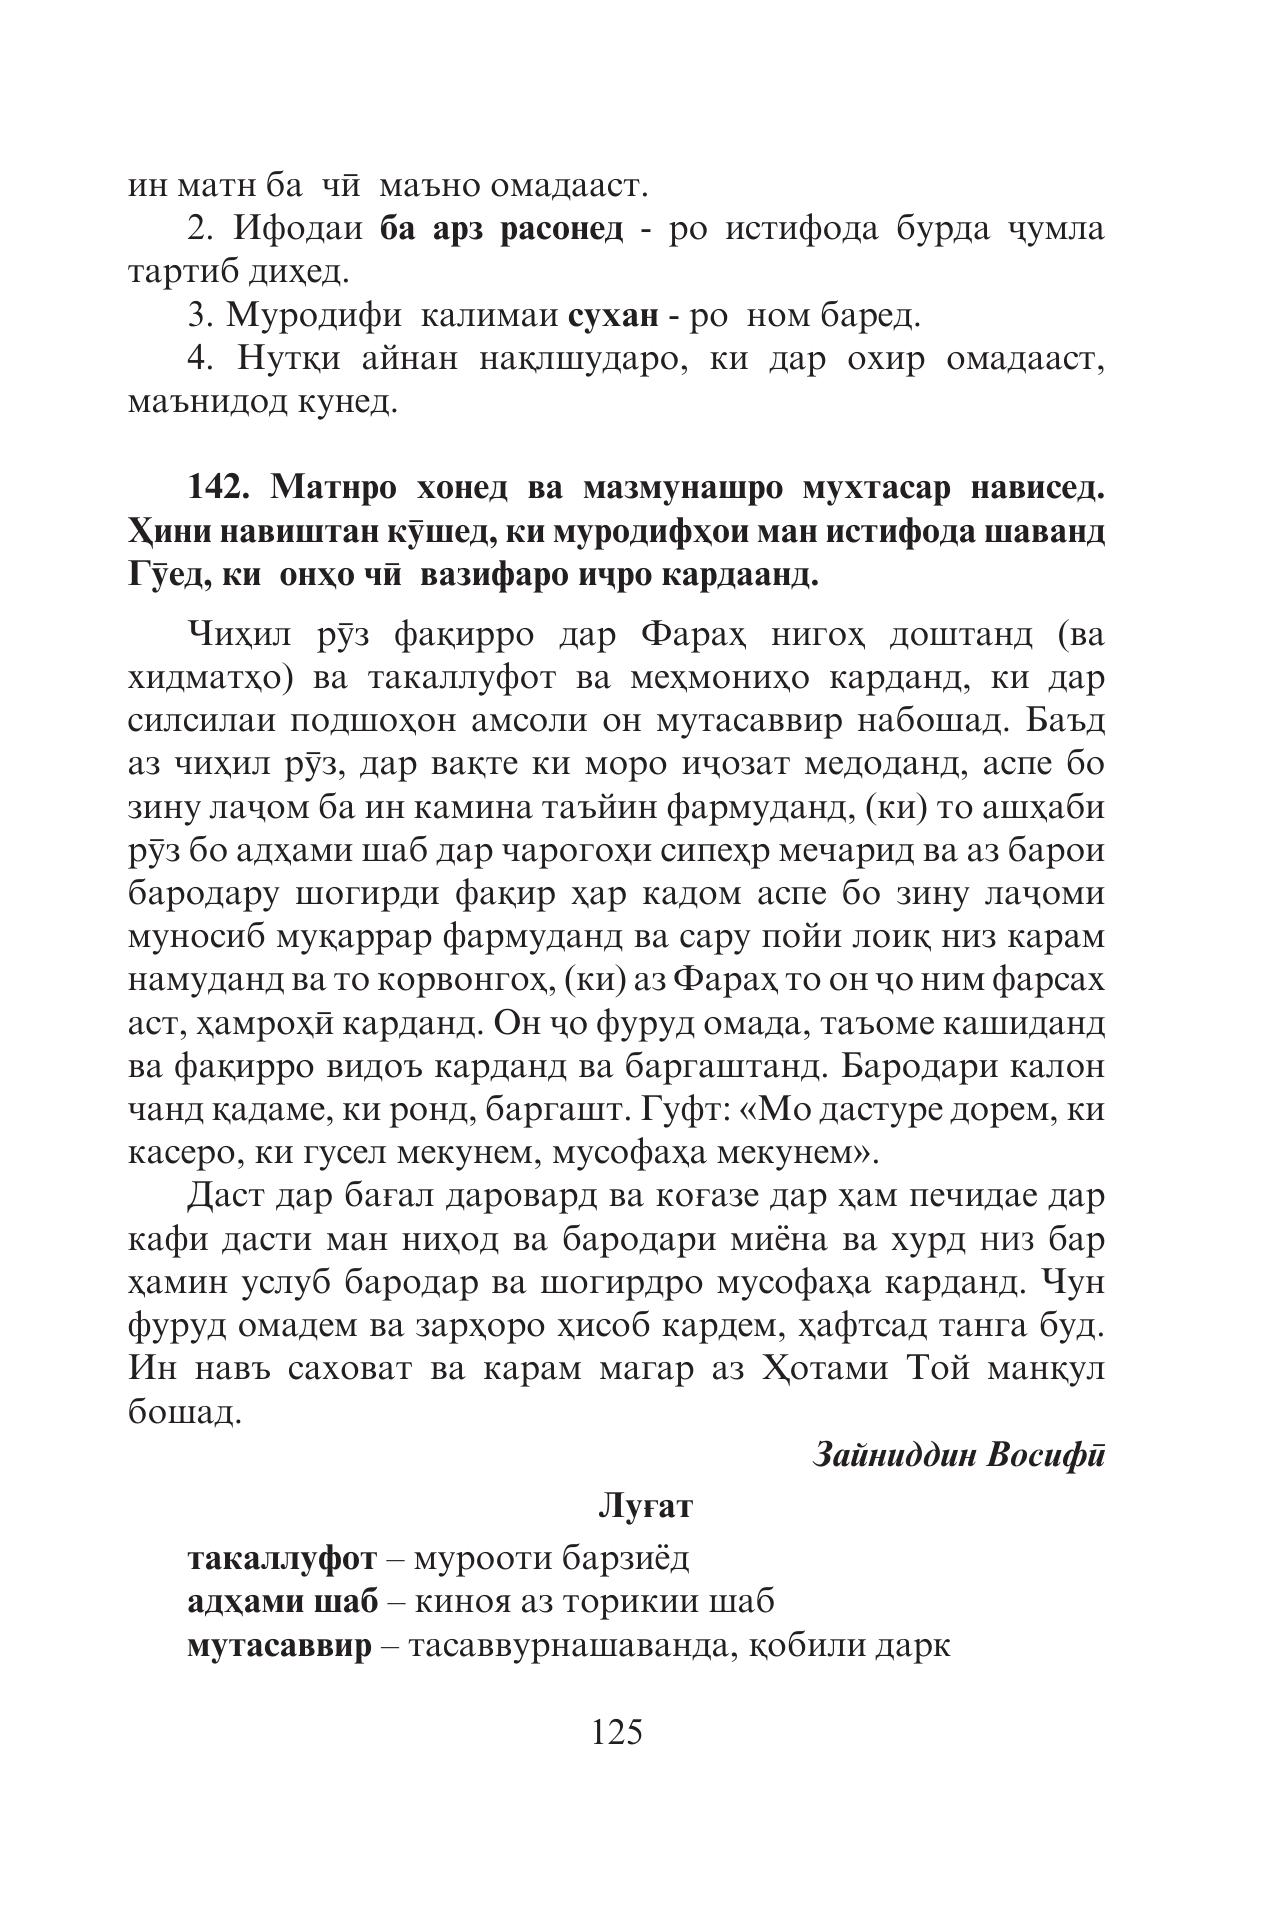 ин матн ба чӣ маъно омадааст.
2. Ифодаи ба арз расонед - ро истифода бурда ҷумла
тартиб диҳед.
3. Муродифи калимаи сухан - ро ном баред.
4. Нутқи айнан нақлшударо, ки дар охир омадааст,
маънидод кунед.
142. Матнро хонед ва мазмунашро мухтасар нависед.
Ҳини навиштан кӯшед, ки муродифҳои ман истифода шаванд
Гӯед, ки онҳо чӣ вазифаро иҷро кардаанд.
Чиҳил рӯз фақирро дар Фараҳ нигоҳ доштанд (ва
хидматҳо) ва такаллуфот ва меҳмониҳо карданд, ки дар
силсилаи подшоҳон амсоли он мутасаввир набошад. Баъд
аз чиҳил рӯз, дар вақте ки моро иҷозат медоданд, аспе бо
зину лаҷом ба ин камина таъйин фармуданд, (ки) то ашҳаби
рӯз бо адҳами шаб дар чарогоҳи сипеҳр мечарид ва аз барои
бародару шогирди фақир ҳар кадом аспе бо зину лаҷоми
муносиб муқаррар фармуданд ва сару пойи лоиқ низ карам
намуданд ва то корвонгоҳ, (ки) аз Фараҳ то он ҷо ним фарсах
аст, ҳамроҳӣ карданд. Он ҷо фуруд омада, таъоме кашиданд
ва фақирро видоъ карданд ва баргаштанд. Бародари калон
чанд қадаме, ки ронд, баргашт. Гуфт: «Мо дастуре дорем, ки
касеро, ки гусел мекунем, мусофаҳа мекунем».
Даст дар бағал даровард ва коғазе дар ҳам печидае дар
кафи дасти ман ниҳод ва бародари миёна ва хурд низ бар
ҳамин услуб бародар ва шогирдро мусофаҳа карданд. Чун
фуруд омадем ва зарҳоро ҳисоб кардем, ҳафтсад танга буд.
Ин навъ саховат ва карам магар аз Ҳотами Той манқул
бошад.
Зайниддин Восифӣ
Луғат
такаллуфот – мурооти барзиёд
адҳами шаб – киноя аз торикии шаб
мутасаввир – тасаввурнашаванда, қобили дарк
125